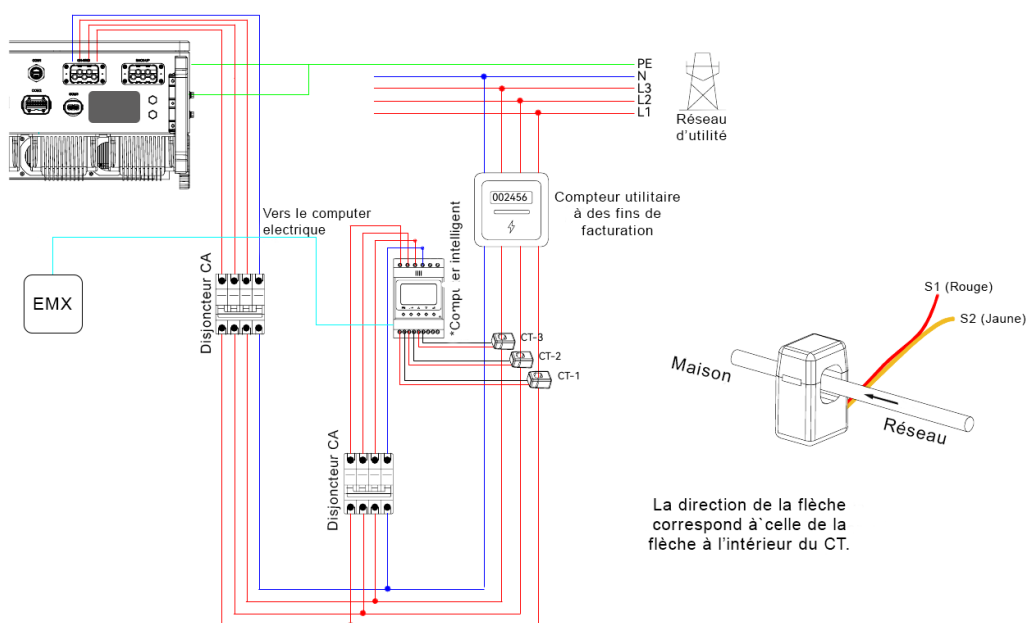 PE
N
L3
L2
L1
Réseau
d'utilité
002456
Compteur utilitaire
à des fins de
facturation
Vers le computer
electrique
EMX
Disjoncteur CA
*Compu er intelligent
CT-3
CT-2
CT-1
Disjoncteur CA
S1 (Rouge)
S2 (Jaune)
Maison
Réseau
La direction de la flèche
correspond à`celle de la
flèche à l'intérieur du CT.